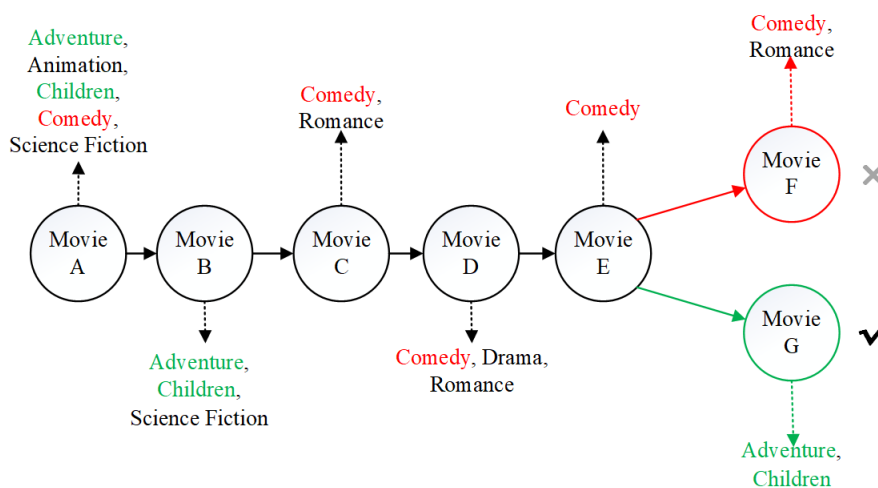 Adventure,
Animation,
Children,
Comedy,
Science Fiction
Movie
A
Movie
B
Adventure,
Children,
Science Fiction
Comedy,
Romance
Movie
C
Movie
D
Comedy, Drama,
Romance
Comedy
Movie
E
Comedy,
Romance
Movie
F
Movie
G
Adventure,
Children